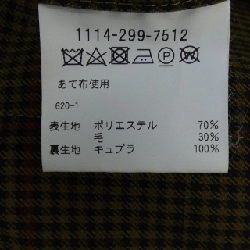 1114-299-7512
あて布使用
620-1
表生地 ポリエステル 70%
毛 30%
裏生地 キュプラ 100%